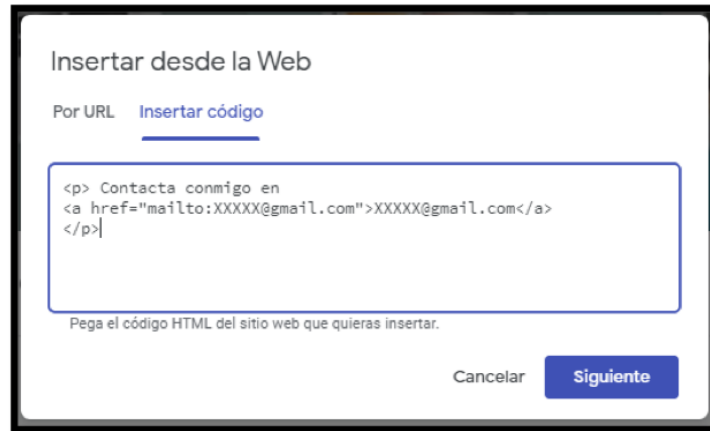 Insertar desde la Web
Por URL Insertar código
<p> Contacta conmigo en
<a href="mailto:XXXXX@gmail.com">XXXXX@gmail.com</a>
</p>
Pega el código HTML del sitio web que quieras insertar.
Cancelar Siguiente